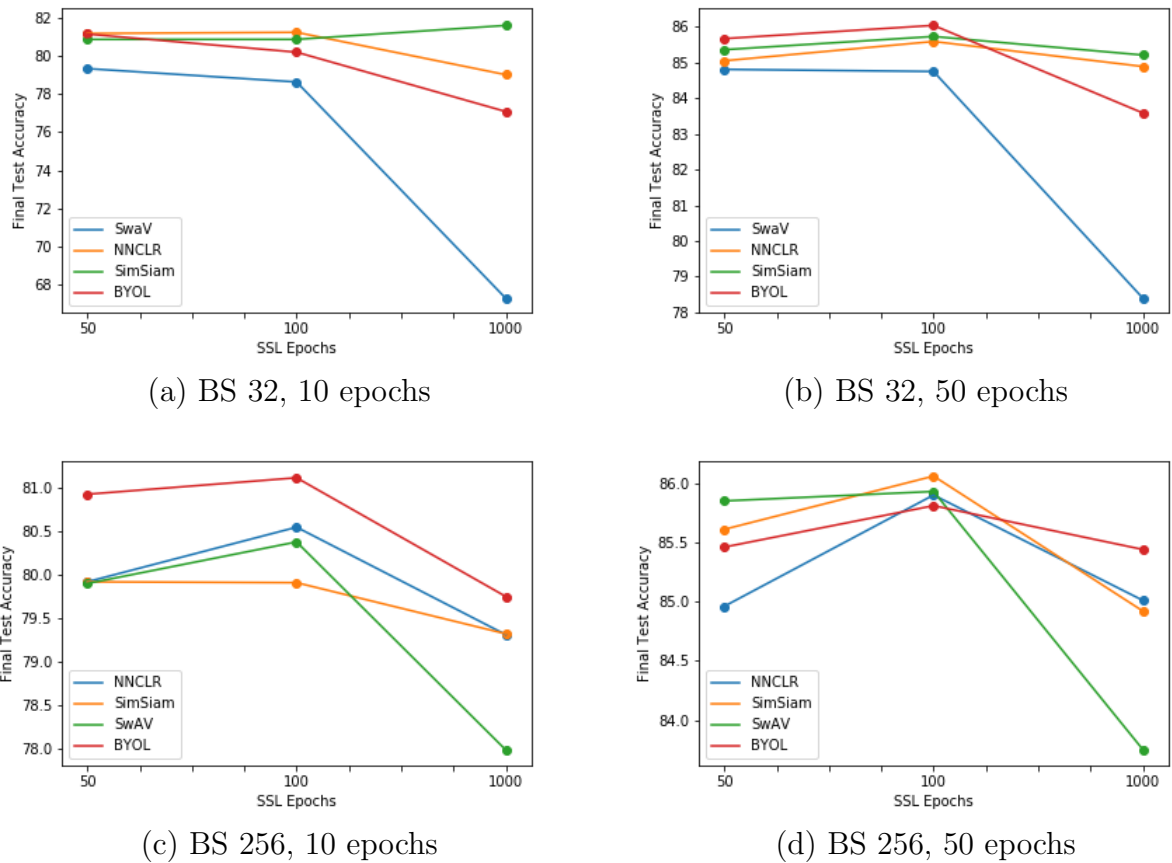 82
80
78
76
74
72
70
68
Final Test Accuracy
SwaV
NNCLR
SimSiam
BYOL
50 100 1000
SSL Epochs
(a) BS 32, 10 epochs
86
85
84
83
82
81
80
79
78
Final Test Accuracy
SwaV
NNCLR
SimSiam
BYOL
50 100 1000
SSL Epochs
(b) BS 32, 50 epochs
81.0
80.5
80.0
79.5
79.0
78.5
78.0
Final Test Accuracy
NNCLR
SimSiam
SwAV
BYOL
50 100 1000
SSL Epochs
(c) BS 256, 10 epochs
86.0
85.5
85.0
84.5
84.0
Final Test Accuracy
NNCLR
SimSiam
SwAV
BYOL
50 100 1000
SSL Epochs
(d) BS 256, 50 epochs